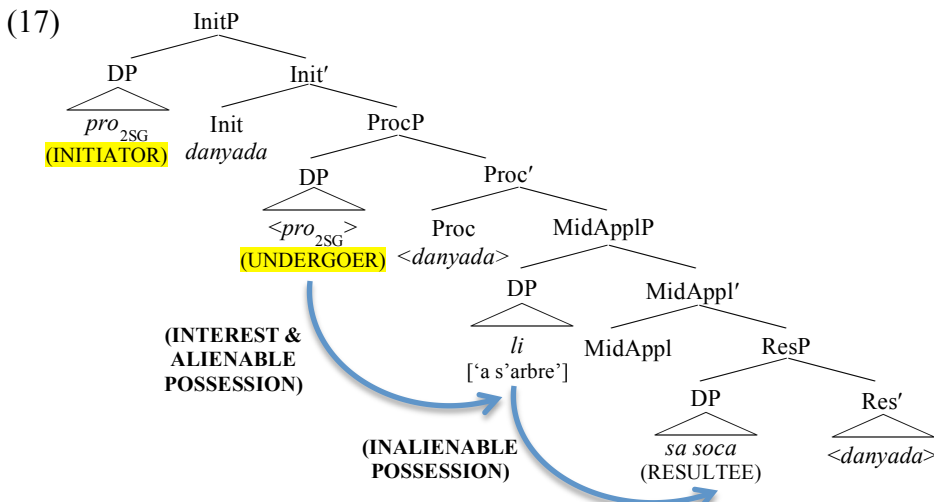 (17)
InitP
DP
Init′
pro2SG
(INITIATOR)
Init
danyada
ProcP
DP
Proc′
<pro2SG>
(UNDERGOER)
Proc
<danyada>
MidApplP
DP
MidAppl′
li
['a s'arbre']
MidAppl
ResP
(INTEREST &
ALIENABLE
POSSESSION)
DP
Res′
sa soca
(RESULTEE)
<danyada>
(INALIENABLE
POSSESSION)